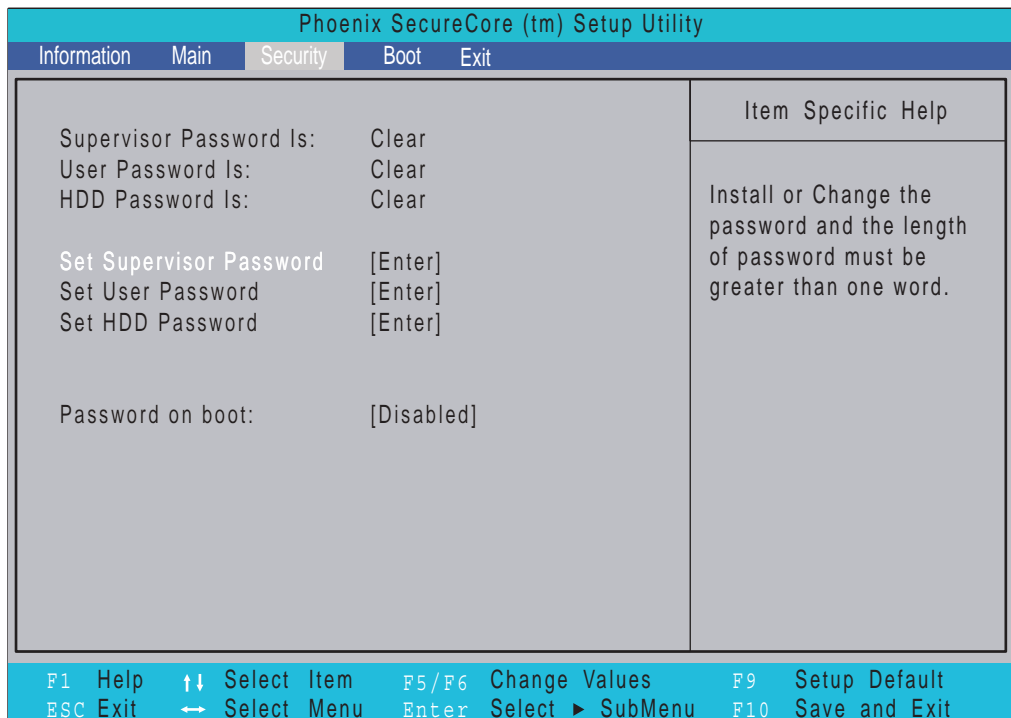 Phoenix SecureCore (tm) Setup Utility
Information Main Security Boot Exit
Supervisor Password Is: Clear
User Password Is: Clear
HDD Password Is: Clear
Set Supervisor Password [Enter]
Set User Password [Enter]
Set HDD Password [Enter]
Password on boot: [Disabled]
Item Specific Help
Install or Change the
password and the length
of password must be
greater than one word.
F1 Help ↑↓ Select Item F5/F6 Change Values F9 Setup Default
ESC Exit ↔ Select Menu Enter Select ► SubMenu F10 Save and Exit